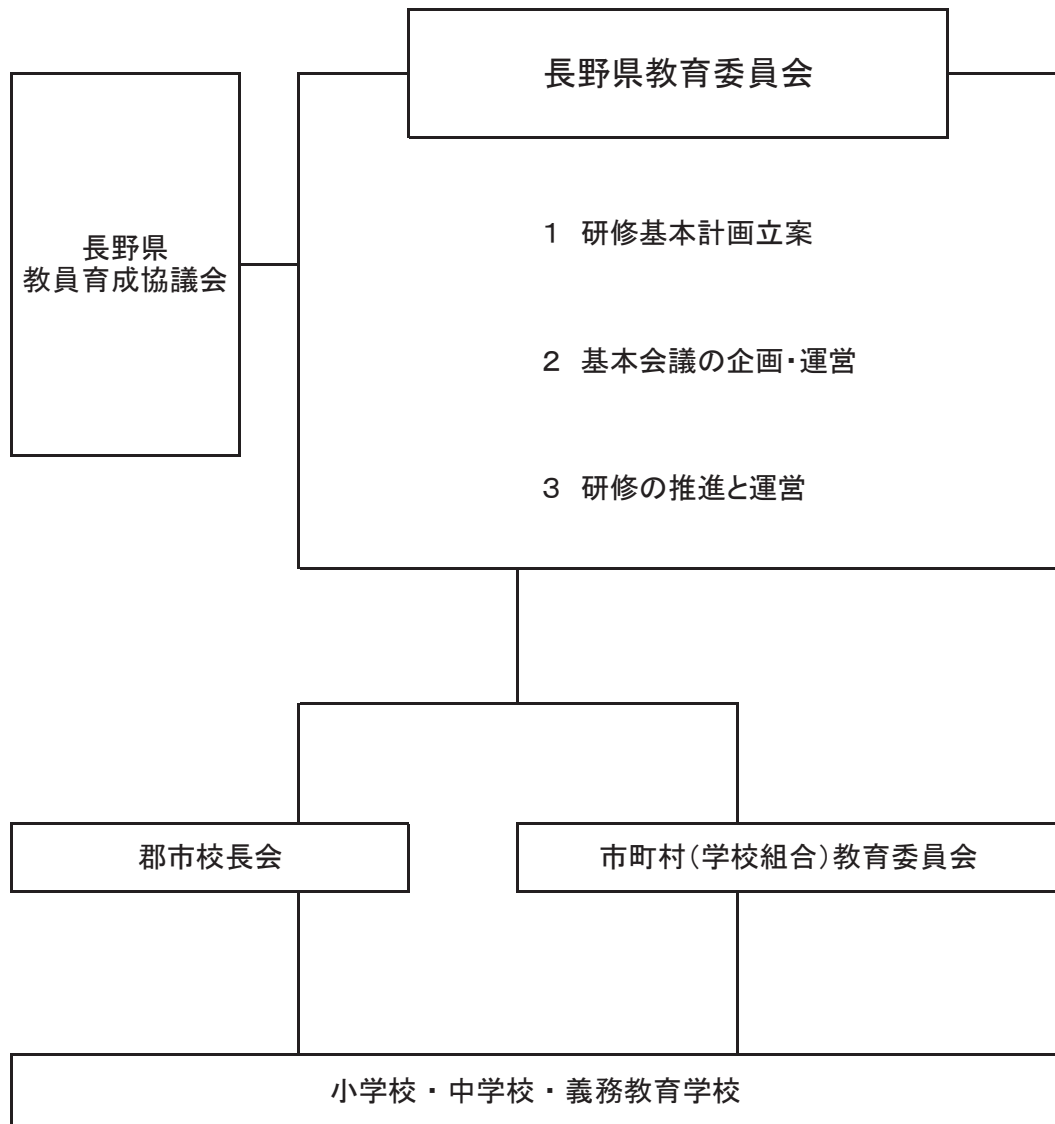 長野県教育委員会
長野県
教員育成協議会
1 研修基本計画立案
2 基本会議の企画・運営
3 研修の推進と運営
郡市校長会
市町村(学校組合)教育委員会
小学校・中学校・義務教育学校